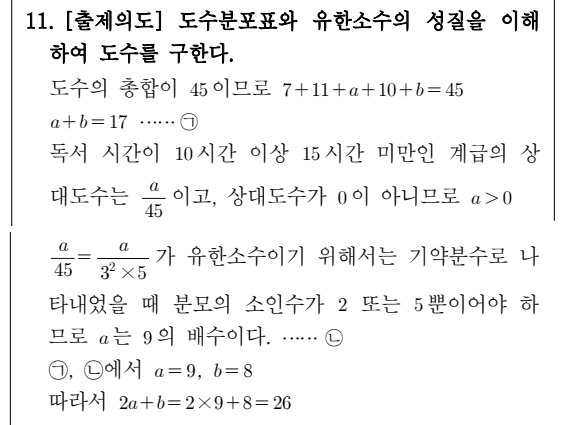 11. [출제의도] 도수분포표와 유한소수의 성질을 이해
하여 도수를 구한다.
도수의 총합이 45이므로 7+11+a+10+b=45
a+b=17 ⋯⋯ ㉠
독서 시간이 10시간 이상 15시간 미만인 계급의 상
대도수는 a/45 이고, 상대도수가 0이 아니므로 a>0
a/45 = a/(3²×5) 가 유한소수이기 위해서는 기약분수로 나
타내었을 때 분모의 소인수가 2 또는 5뿐이어야 하
므로 a는 9의 배수이다. ⋯⋯ ㉡
㉠, ㉡에서 a=9, b=8
따라서 2a+b=2×9+8=26